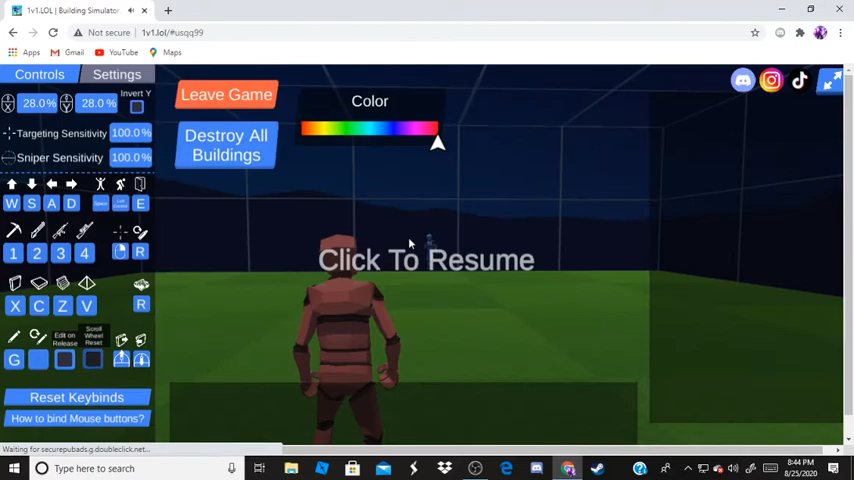 1v1.LOL | Building Simulator,
Not secure | 1v1.lol/#usqq99
Apps Gmail YouTube Maps
Controls Settings
X 28.0% Y 28.0% Invert Y
Targeting Sensitivity 100.0%
Sniper Sensitivity 100.0%
W S A D Space Left Control E
1 2 3 4 R
X C Z V R
Edit on Release
Scroll Wheel Reset
G
Reset Keybinds
How to bind Mouse buttons?
Leave Game
Destroy All Buildings
Color
Click To Resume
Waiting for securepubads.g.doubleclick.net...
Type here to search
8:44 PM
8/25/2020